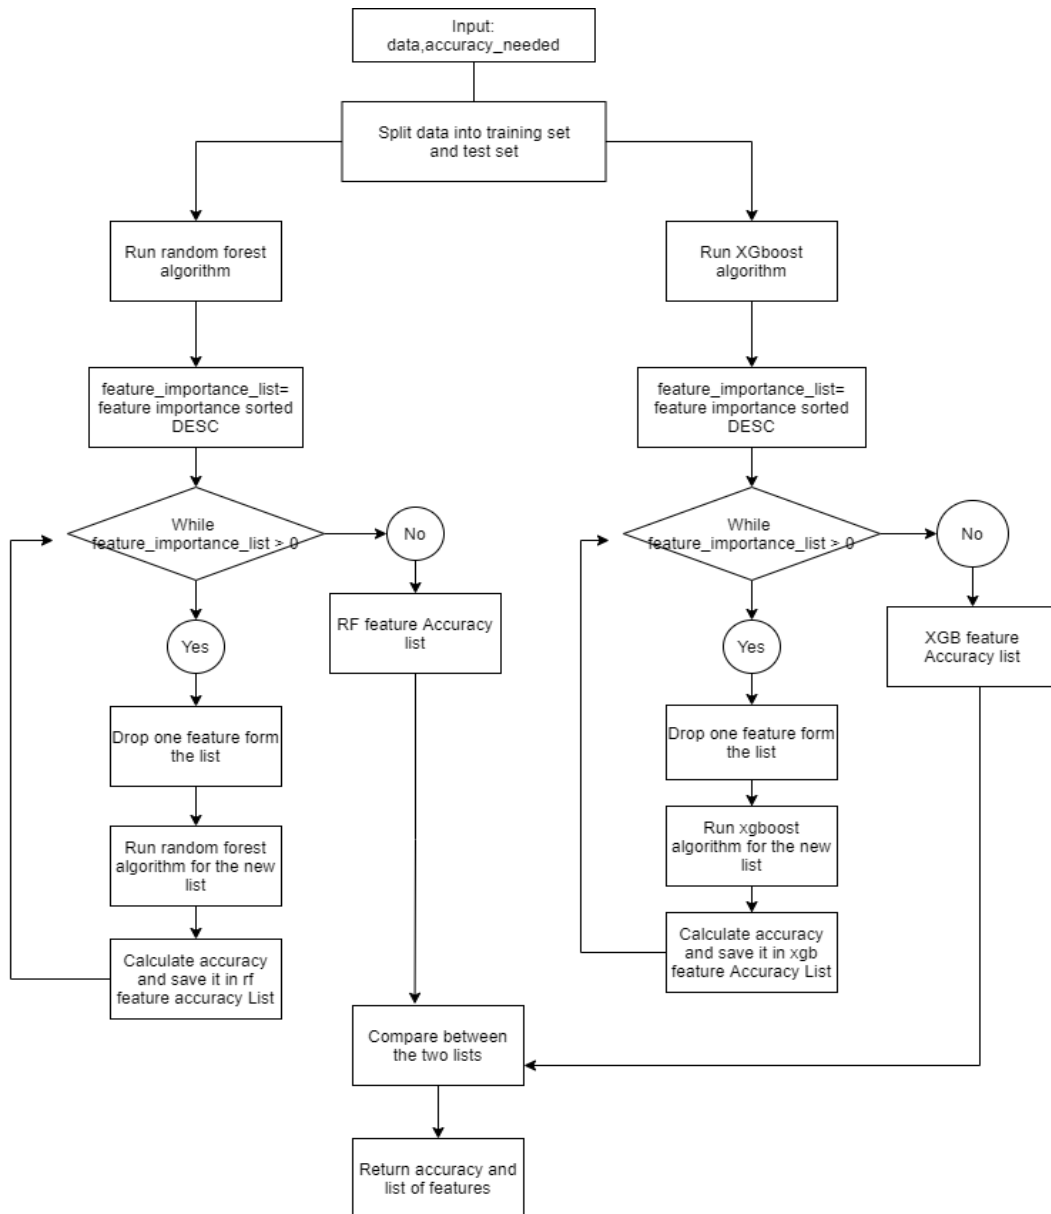 Input:
data,accuracy_needed
Split data into training set
and test set
Run random forest
algorithm
feature_importance_list=
feature importance sorted
DESC
While
feature_importance_list > 0
No
RF feature Accuracy
list
Yes
Drop one feature form
the list
Run random forest
algorithm for the new
list
Calculate accuracy
and save it in rf
feature accuracy List
Run XGboost
algorithm
feature_importance_list=
feature importance sorted
DESC
While
feature_importance_list > 0
No
XGB feature
Accuracy list
Yes
Drop one feature form
the list
Run xgboost
algorithm for the new
list
Calculate accuracy
and save it in xgb
feature Accuracy List
Compare between
the two lists
Return accuracy and
list of features